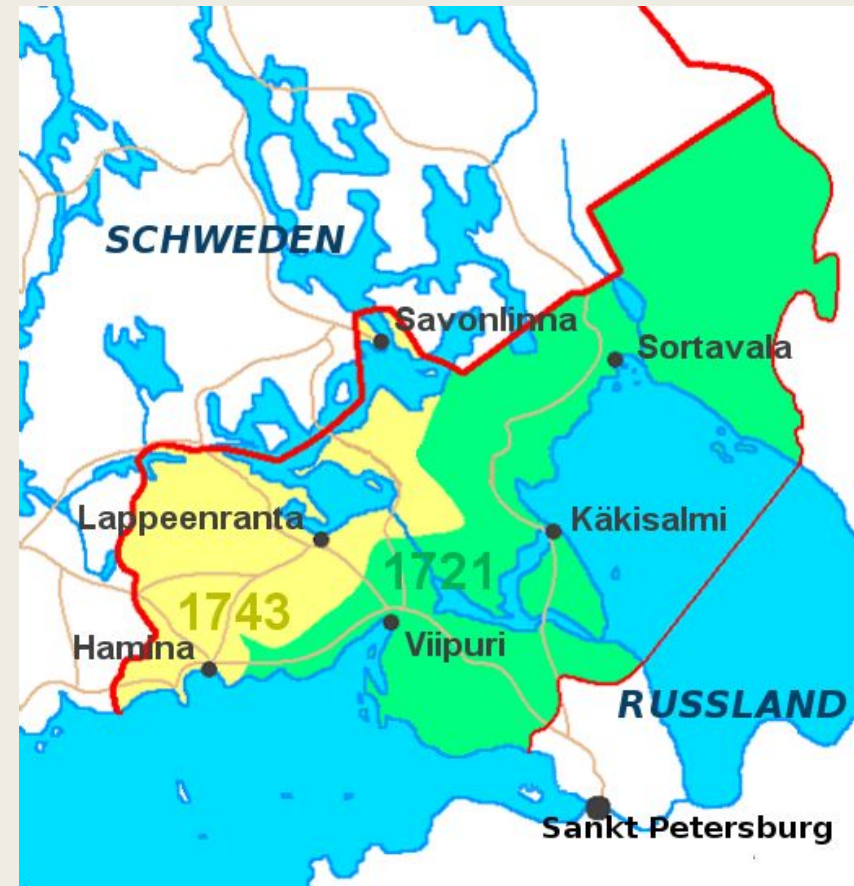 SCHWEDEN
Savonlinna
Sortavala
Lappeenranta
Käkisalmi
1721
1743
Hamina
Viipuri
RUSSLAND
Sankt Petersburg